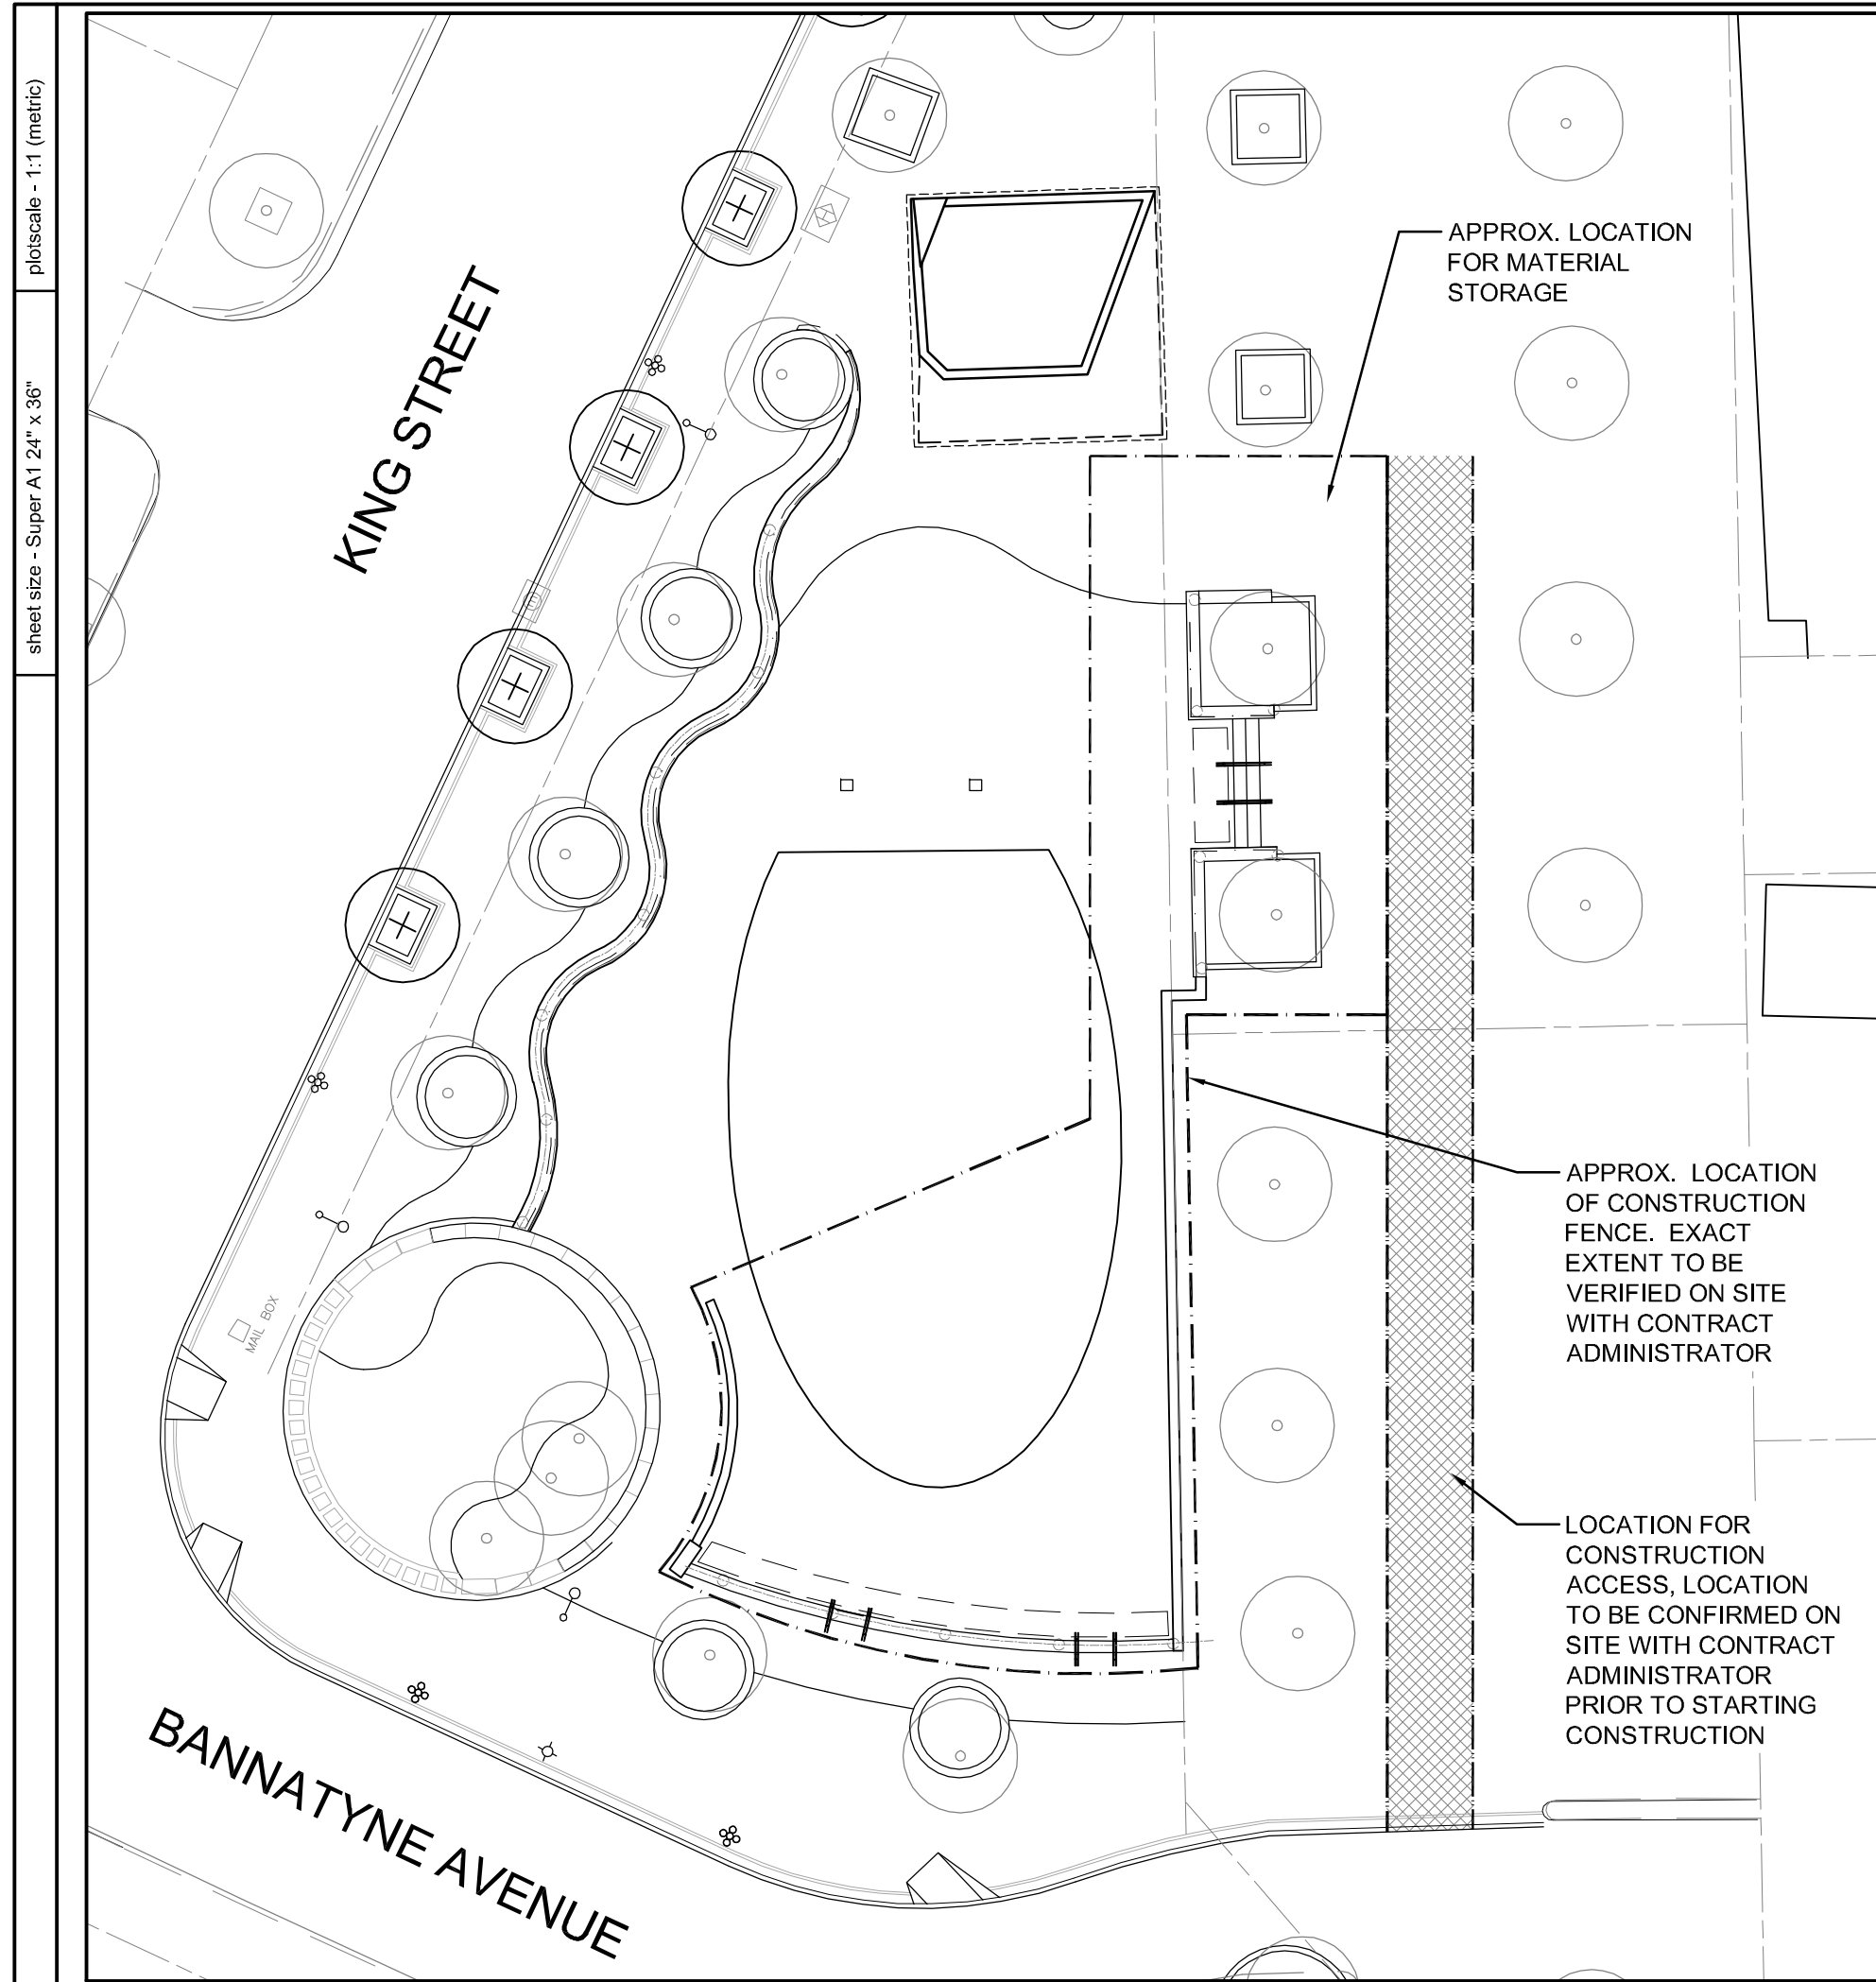 plotscale - 1:1 (metric)
sheet size - Super A1 24" x 36"
KING STREET
APPROX. LOCATION
FOR MATERIAL
STORAGE
APPROX. LOCATION
OF CONSTRUCTION
FENCE. EXACT
EXTENT TO BE
VERIFIED ON SITE
WITH CONTRACT
ADMINISTRATOR
MAIL BOX
LOCATION FOR
CONSTRUCTION
ACCESS, LOCATION
TO BE CONFIRMED ON
SITE WITH CONTRACT
ADMINISTRATOR
PRIOR TO STARTING
CONSTRUCTION
BANNATYNE AVENUE